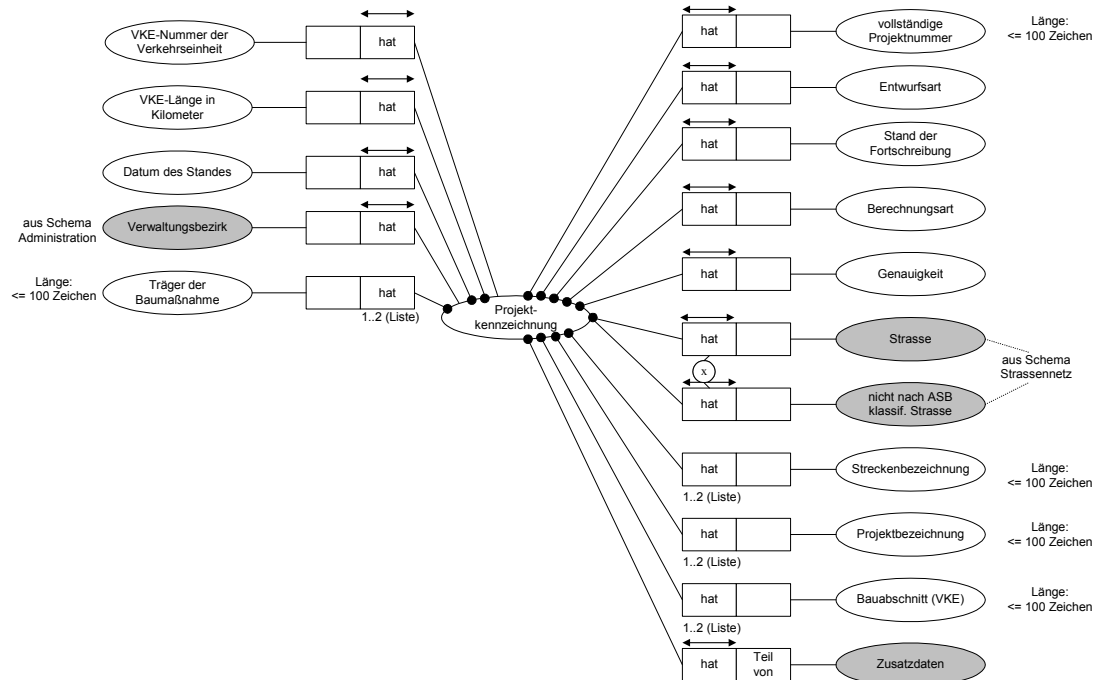 VKE-Nummer der
Verkehrseinheit
hat
VKE-Länge in
Kilometer
hat
Datum des Standes
hat
aus Schema
Administration
Verwaltungsbezirk
hat
Länge:
<= 100 Zeichen
Träger der
Baumaßnahme
hat
1..2 (Liste)
Projekt-
kennzeichnung
hat
vollständige
Projektnummer
Länge:
<= 100 Zeichen
hat
Entwurfsart
hat
Stand der
Fortschreibung
hat
Berechnungsart
hat
Genauigkeit
hat
Strasse
x
aus Schema
Strassennetz
hat
nicht nach ASB
klassif. Strasse
hat
1..2 (Liste)
Streckenbezeichnung
Länge:
<= 100 Zeichen
hat
1..2 (Liste)
Projektbezeichnung
Länge:
<= 100 Zeichen
hat
1..2 (Liste)
Bauabschnitt (VKE)
Länge:
<= 100 Zeichen
hat
Teil
von
Zusatzdaten